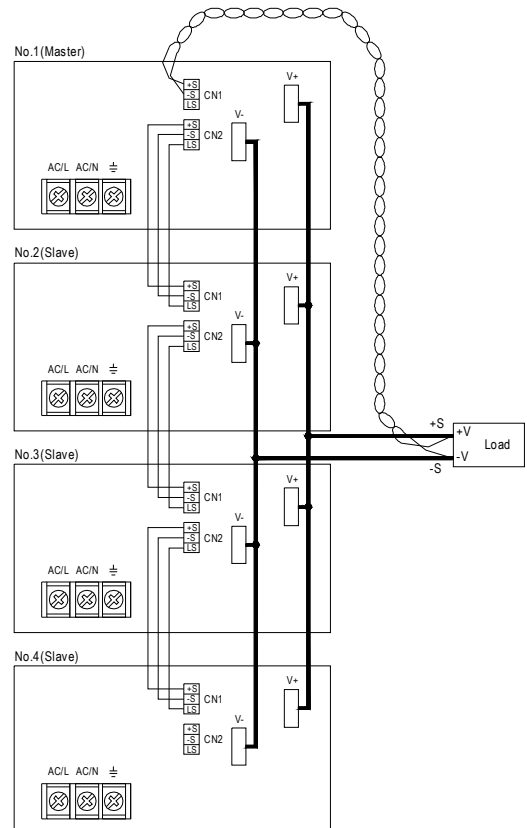 No.1(Master)
+S
-S CN1
LS
V+
V-
+S
-S CN2
LS
AC/L AC/N
No.2(Slave)
+S
-S CN1
LS
V+
V-
+S
-S CN2
LS
AC/L AC/N
+S
+V
Load
-V
-S
No.3(Slave)
+S
-S CN1
LS
V+
V-
+S
-S CN2
LS
AC/L AC/N
No.4(Slave)
+S
-S CN1
LS
V+
V-
+S
-S CN2
LS
AC/L AC/N